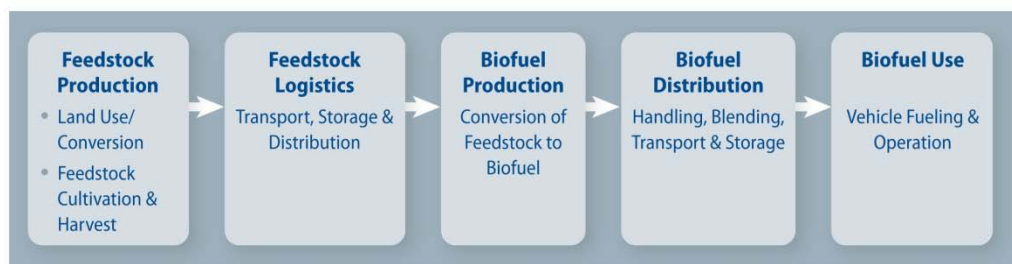 Feedstock
Production
• Land Use/
Conversion
• Feedstock
Cultivation &
Harvest
Feedstock
Logistics
Transport, Storage &
Distribution
Biofuel
Production
Conversion of
Feedstock to
Biofuel
Biofuel
Distribution
Handling, Blending,
Transport & Storage
Biofuel Use
Vehicle Fueling &
Operation